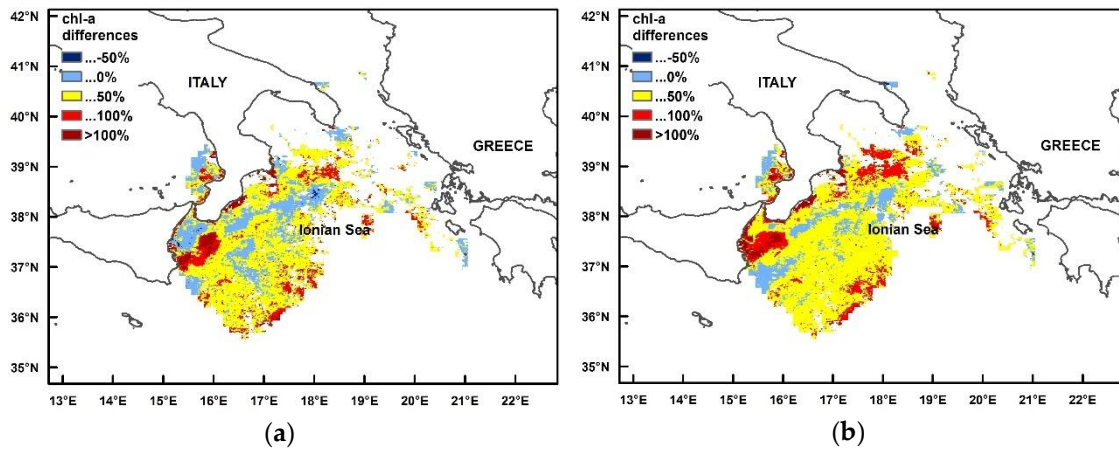 42°N
41°N
40°N
39°N
38°N
37°N
36°N
35°N
chl-a
differences
...-50%
...0%
...50%
...100%
>100%
ITALY
GREECE
Ionian Sea
13°E 14°E 15°E 16°E 17°E 18°E 19°E 20°E 21°E 22°E
(a)
42°N
41°N
40°N
39°N
38°N
37°N
36°N
35°N
chl-a
differences
...-50%
...0%
...50%
...100%
>100%
ITALY
GREECE
Ionian Sea
13°E 14°E 15°E 16°E 17°E 18°E 19°E 20°E 21°E 22°E
(b)